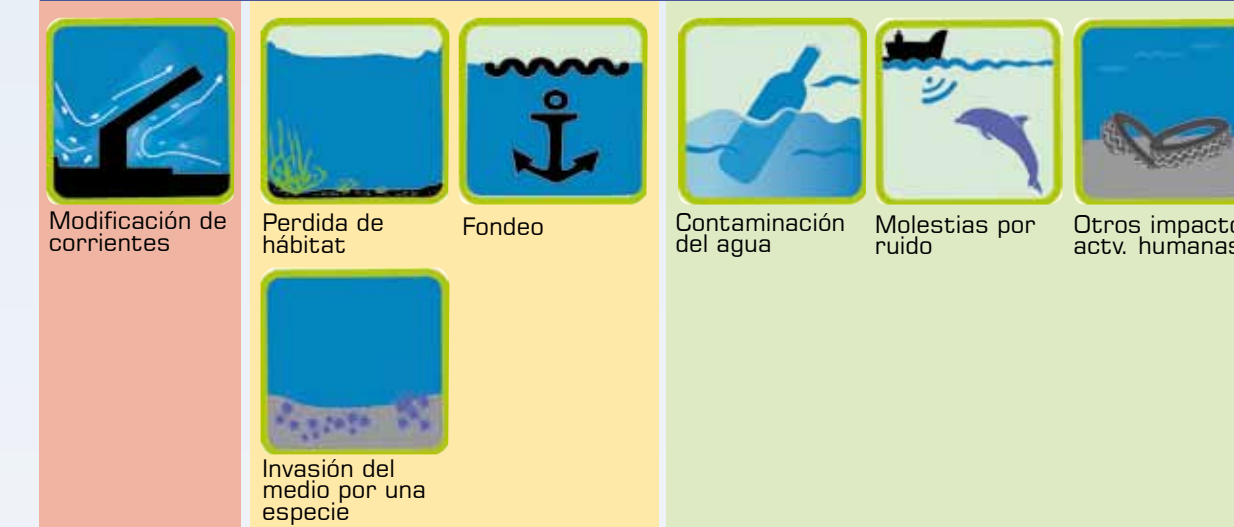 Modificación de
corrientes
Perdida de
hábitat
Fondeo
Contaminación
del agua
Molestias por
ruido
Otros impacto
actv. humanas
Invasión del
medio por una
especie